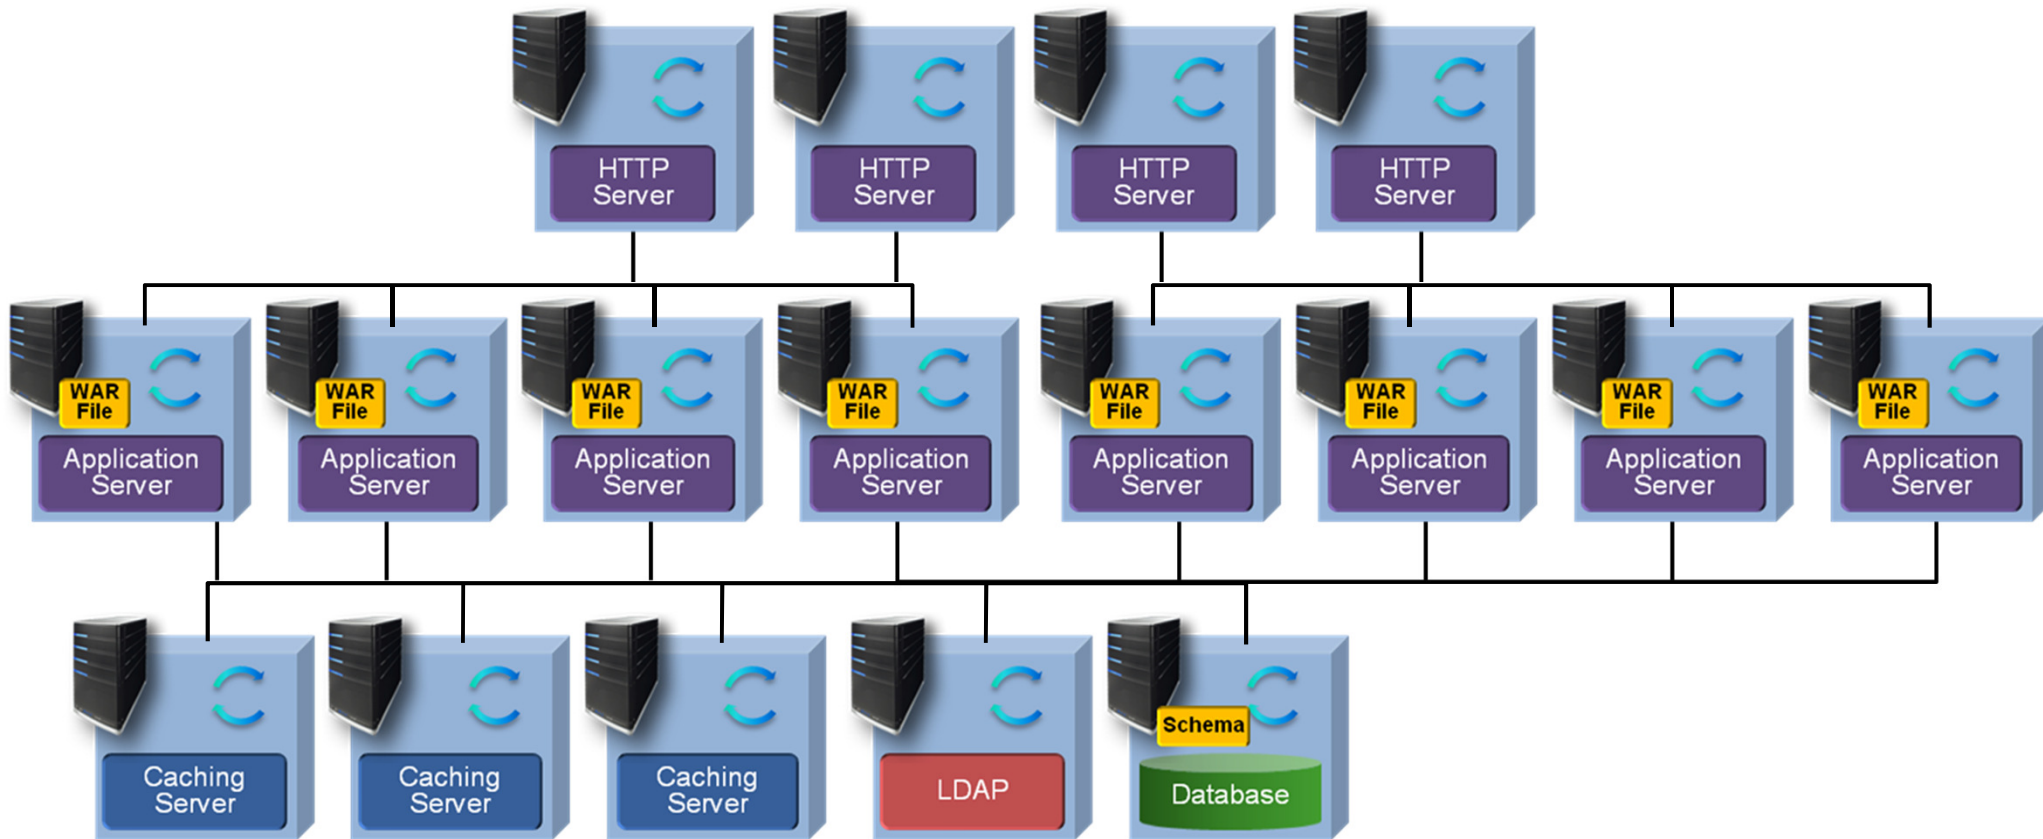 HTTP
Server
HTTP
Server
HTTP
Server
HTTP
Server
WAR
File
Application
Server
WAR
File
Application
Server
WAR
File
Application
Server
WAR
File
Application
Server
WAR
File
Application
Server
WAR
File
Application
Server
WAR
File
Application
Server
WAR
File
Application
Server
Caching
Server
Caching
Server
Caching
Server
LDAP
Schema
Database